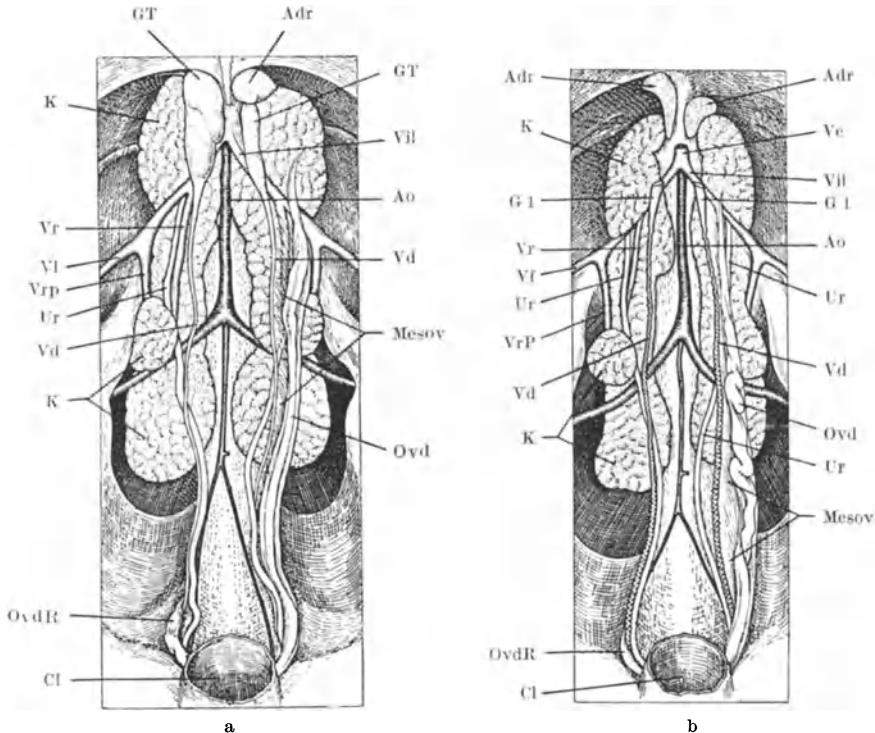 GT
Adr
GT
K
Vil
Ao
Vr
Vd
Vl
Vrp
Ur
Mesov
Vd
K
Ovd
OvdR
Cl
a
Adr
Adr
K
Vc
Vil
G 1
G 1
Vr
Ao
Vf
Ur
Ur
VrP
Vd
Vd
K
Ovd
Ur
Mesov
OvdR
Cl
b